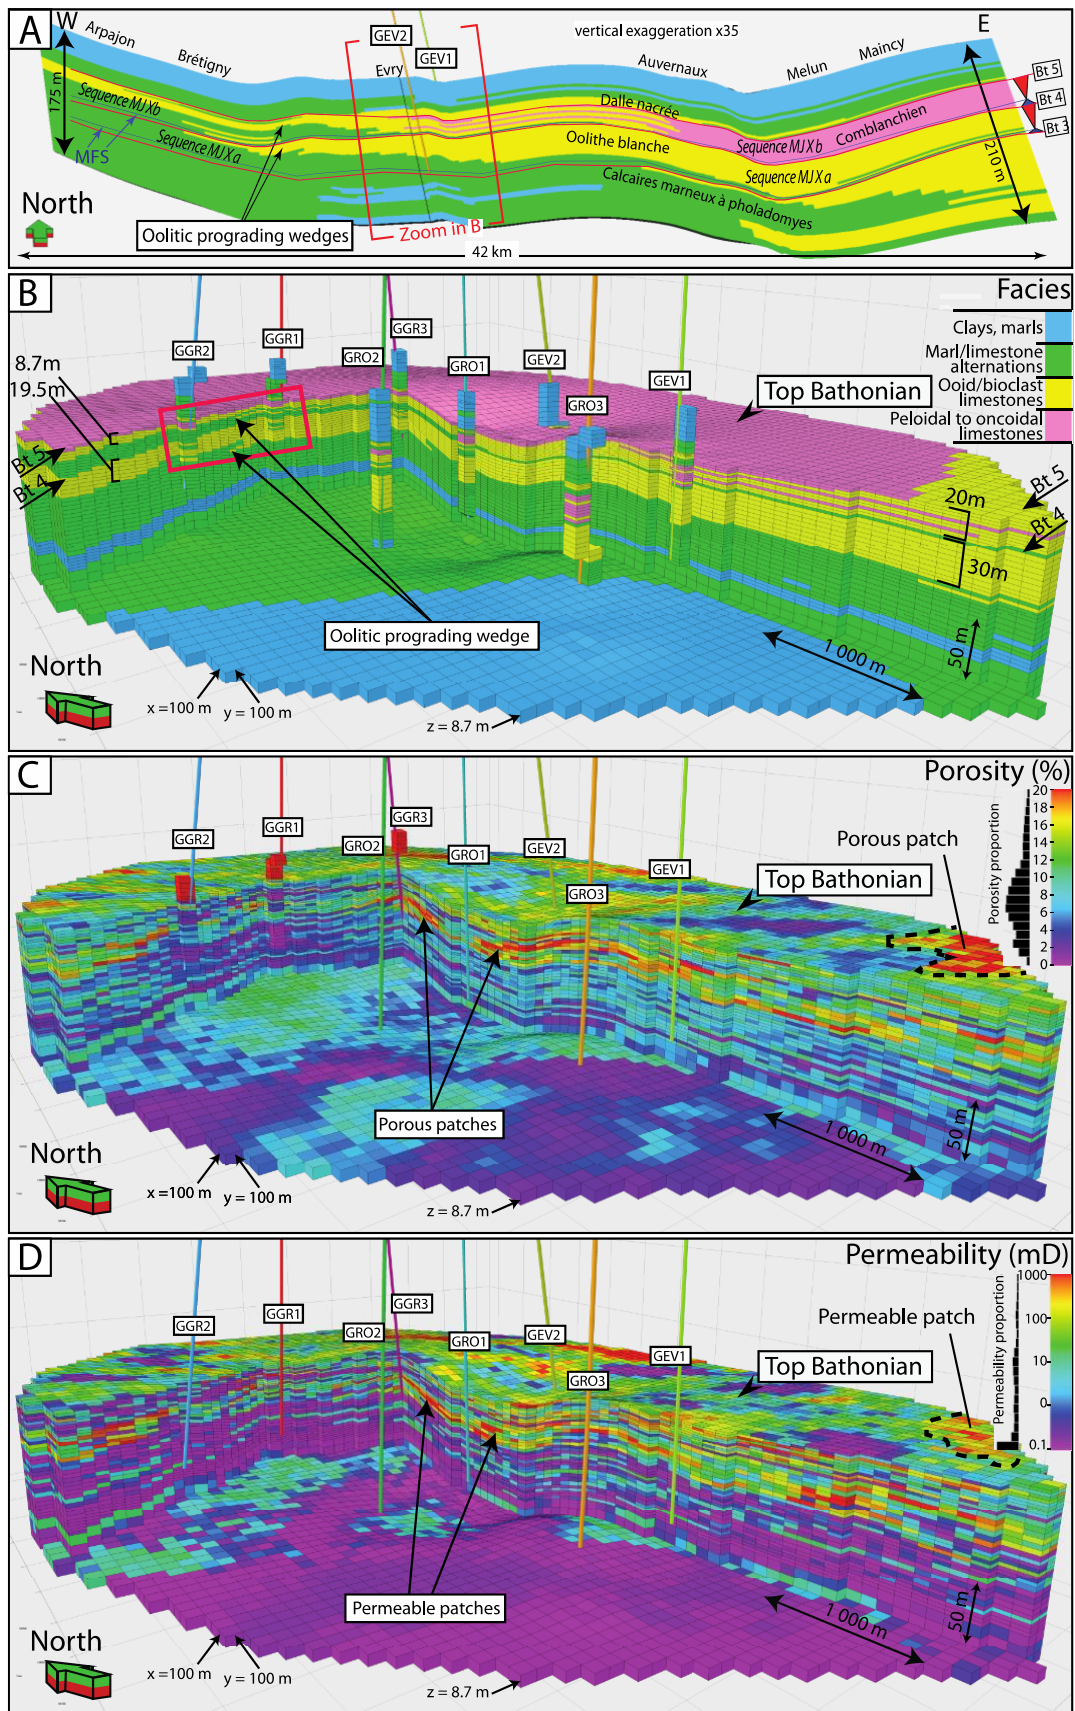 A
W
Arpajon
Brétigny
GEV2
GEV1
Evry
vertical exaggeration x35
Auvernaux
Melun
Maincy
E
Bt 5
Bt 4
Bt 3
175 m
210 m
Sequence MJXb
Sequence MJXa
MFS
Dalle nacrée
Oolithe blanche
Comblanchien
Sequence MJXb
Sequence MJXa
Calcaires marneux à pholadomyes
North
Oolitic prograding wedges
Zoom in B
42 km
B
Facies
Clays, marls
Marl/limestone
alternations
Ooid/bioclast
limestones
Peloidal to oncoidal
limestones
GGR2
GGR1
GGR3
GRO2
GRO1
GEV2
GRO3
GEV1
Top Bathonian
8.7m
19.5m
Bt 5
Bt 4
Bt 5
Bt 4
20m
30m
Oolitic prograding wedge
1 000 m
50 m
North
x =100 m
y = 100 m
z = 8.7 m
C
Porosity (%)
Porosity proportion
20
18
16
14
12
10
8
6
4
2
0
Porous patch
GGR2
GGR1
GGR3
GRO2
GRO1
GEV2
GRO3
GEV1
Top Bathonian
Porous patches
1 000 m
50 m
North
x =100 m
y = 100 m
z = 8.7 m
D
Permeability (mD)
Permeability proportion
1000
100
10
0
0.1
Permeable patch
GGR2
GGR1
GGR3
GRO2
GRO1
GEV2
GRO3
GEV1
Top Bathonian
Permeable patches
1 000 m
50 m
North
x =100 m
y = 100 m
z = 8.7 m